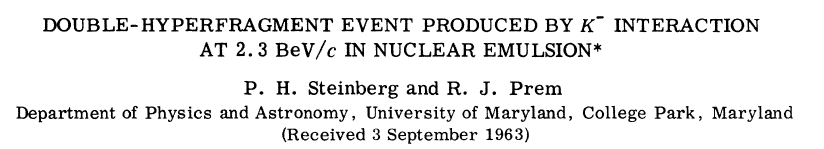 DOUBLE-HYPERFRAGMENT EVENT PRODUCED BY K⁻ INTERACTION
AT 2.3 BeV/c IN NUCLEAR EMULSION*
P. H. Steinberg and R. J. Prem
Department of Physics and Astronomy, University of Maryland, College Park, Maryland
(Received 3 September 1963)